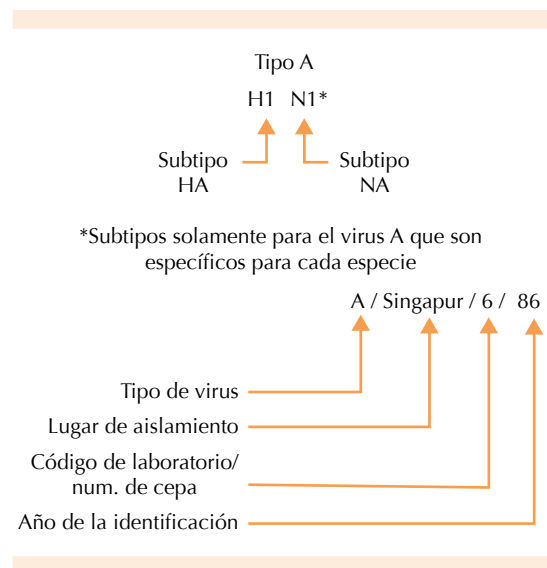 Tipo A
H1 N1*
Subtipo HA
Subtipo NA
*Subtipos solamente para el virus A que son
específicos para cada especie
A / Singapur / 6 / 86
Tipo de virus
Lugar de aislamiento
Código de laboratorio/
num. de cepa
Año de la identificación